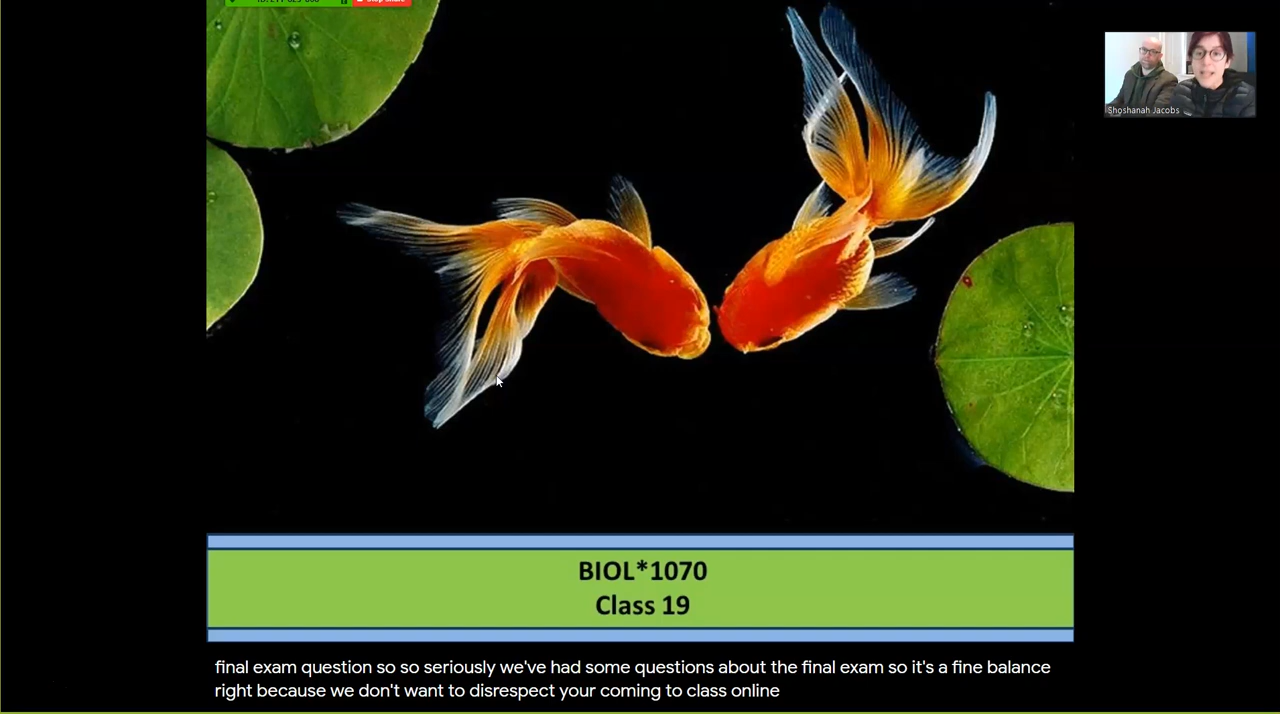 Shoshanah Jacobs
BIOL*1070
Class 19
final exam question so so seriously we've had some questions about the final exam so it's a fine balance
right because we don't want to disrespect your coming to class online